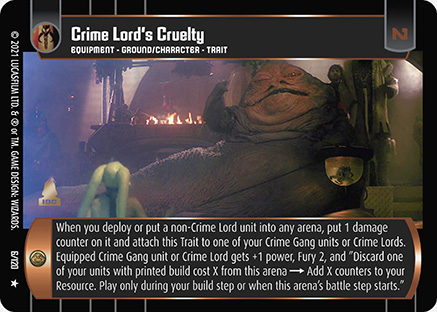 Crime Lord's Cruelty
EQUIPMENT - GROUND/CHARACTER - TRAIT
N
© 2021 LUCASFILM LTD. & ® or TM. GAME DESIGN: WIZARDS.
When you deploy or put a non-Crime Lord unit into any arena, put 1 damage
counter on it and attach this Trait to one of your Crime Gang units or Crime Lords.
Equipped Crime Gang unit or Crime Lord gets +1 power, Fury 2, and "Discard one
of your units with printed build cost X from this arena → Add X counters to your
Resource. Play only during your build step or when this arena's battle step starts."